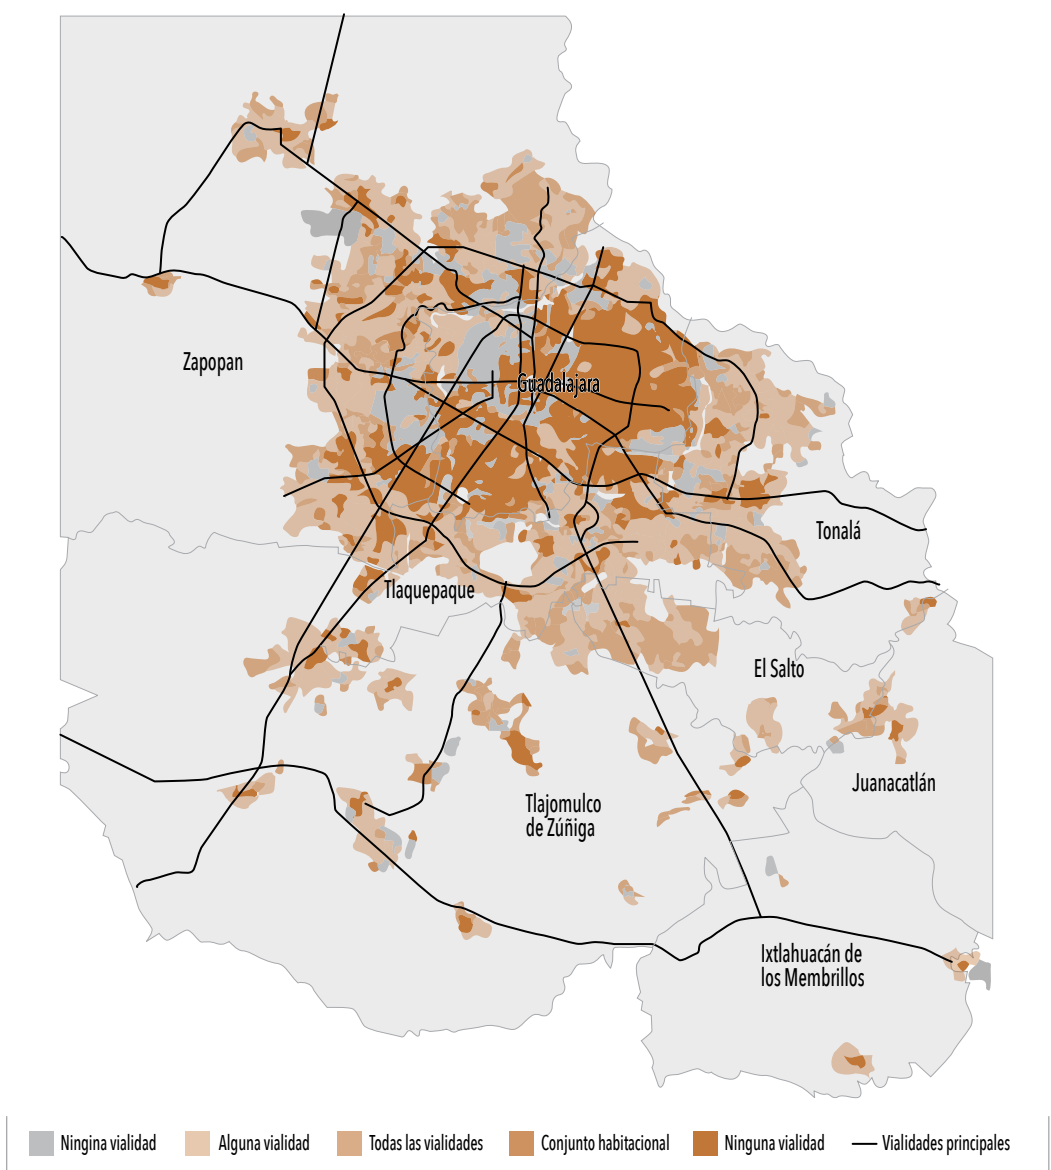 Zapopan
Guadalajara
Tonalá
Tlaquepaque
El Salto
Juanacatlán
Tlajomulco
de Zúñiga
Ixtlahuacán de
los Membrillos
Ningina vialidad
Alguna vialidad
Todas las vialidades
Conjunto habitacional
Ninguna vialidad
Vialidades principales